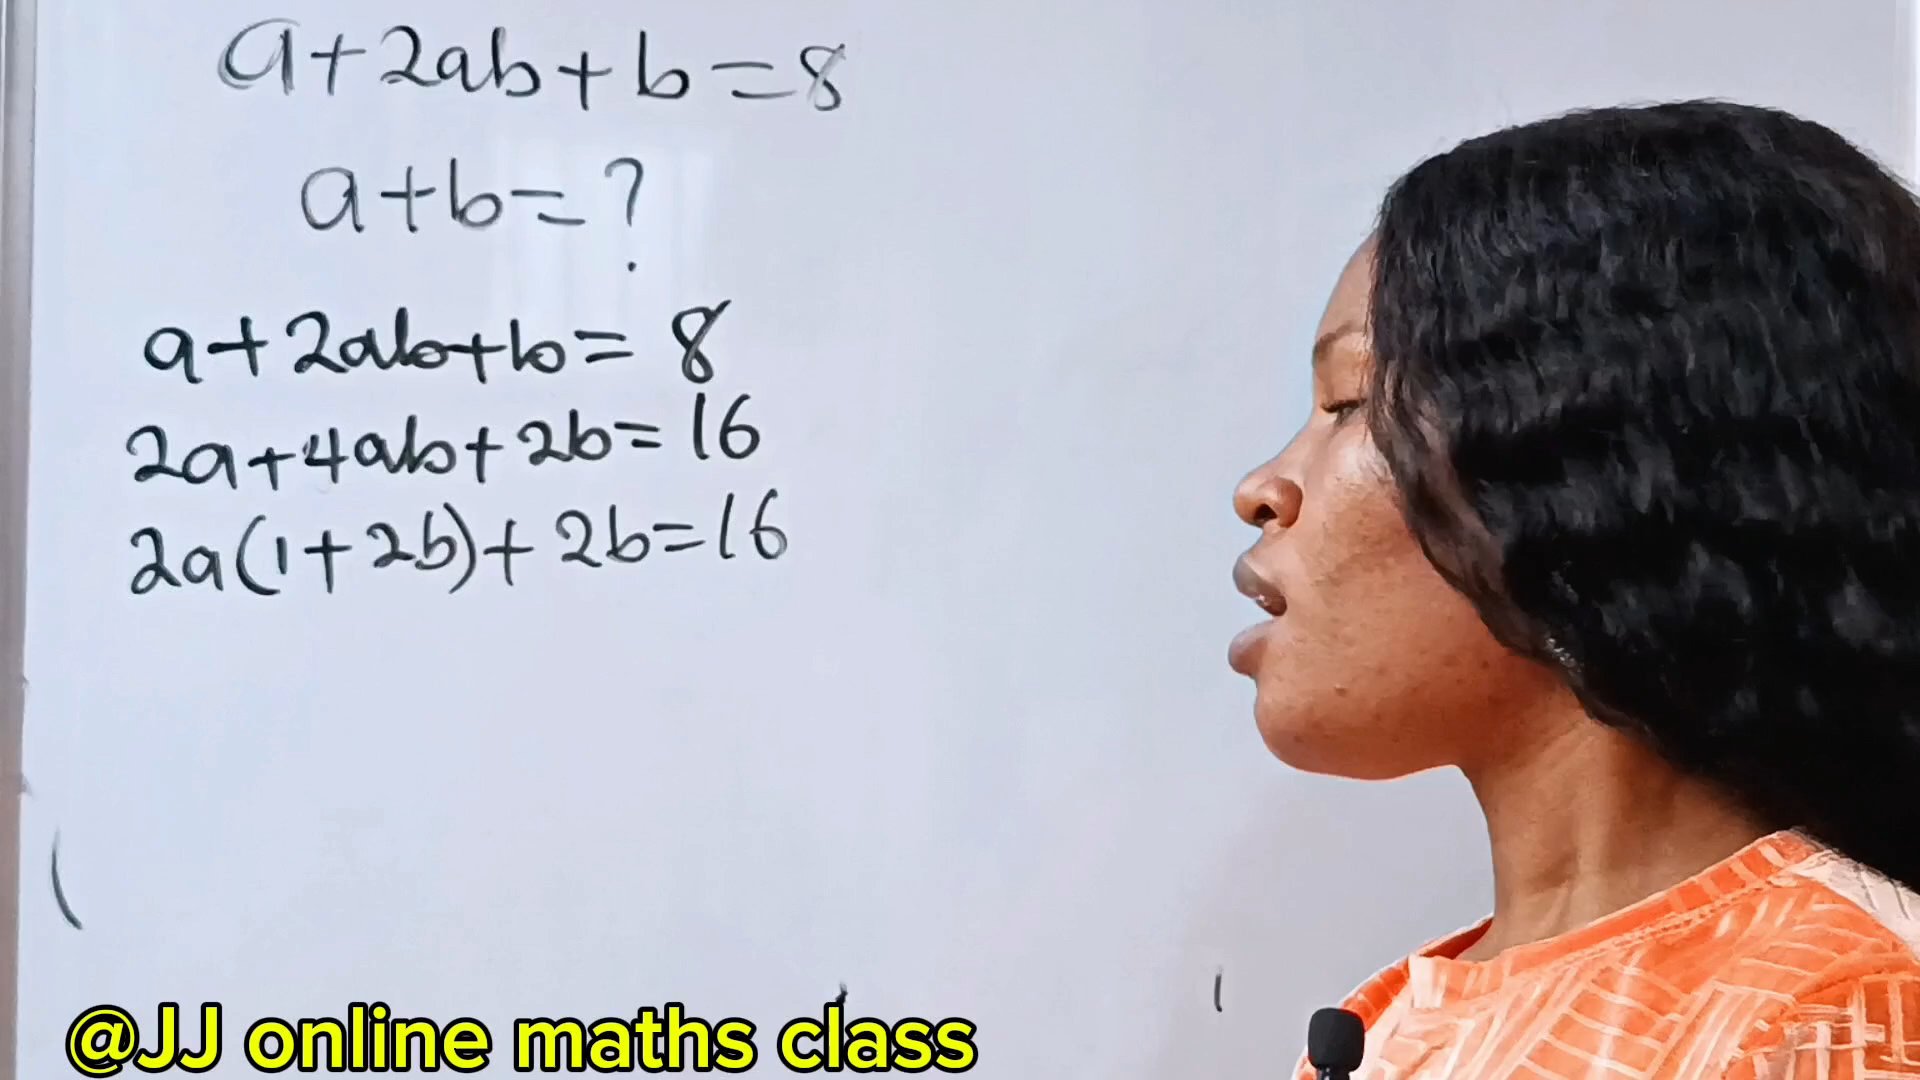 a+2ab+b=8
a+b=?
a+2ab+b=8
2a+4ab+2b=16
2a(1+2b)+2b=16
@JJ online maths class